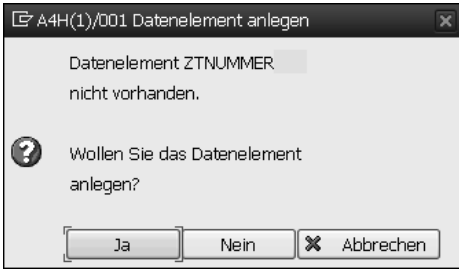 A4H(1)/001 Datenelement anlegen
Datenelement ZTNUMMER
nicht vorhanden.
Wollen Sie das Datenelement
anlegen?
Ja Nein Abbrechen